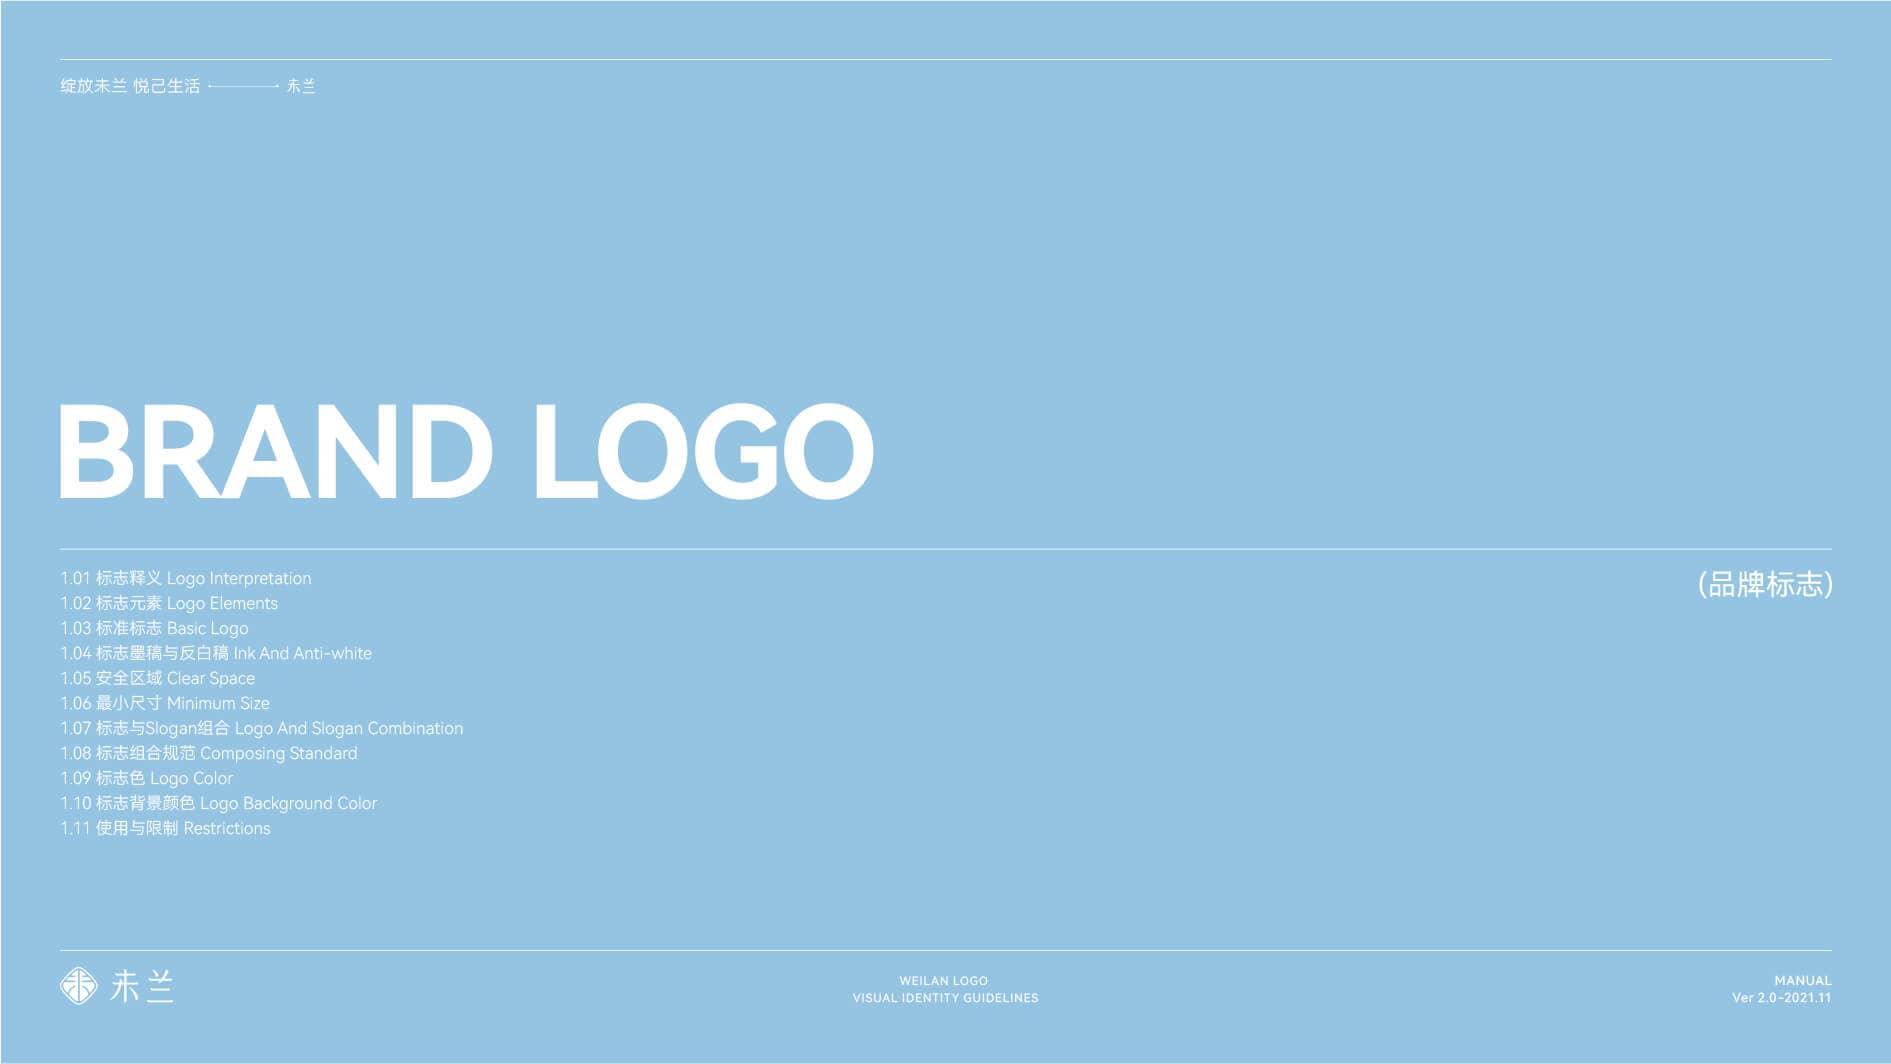 绽放未兰 悦己生活 未兰
BRAND LOGO
1.01 标志释义 Logo Interpretation
1.02 标志元素 Logo Elements
1.03 标准标志 Basic Logo
1.04 标志墨稿与反白稿 Ink And Anti-white
1.05 安全区域 Clear Space
1.06 最小尺寸 Minimum Size
1.07 标志与Slogan组合 Logo And Slogan Combination
1.08 标志组合规范 Composing Standard
1.09 标志色 Logo Color
1.10 标志背景颜色 Logo Background Color
1.11 使用与限制 Restrictions
(品牌标志)
未兰
WEILAN LOGO
VISUAL IDENTITY GUIDELINES
MANUAL
Ver 2.0-2021.11